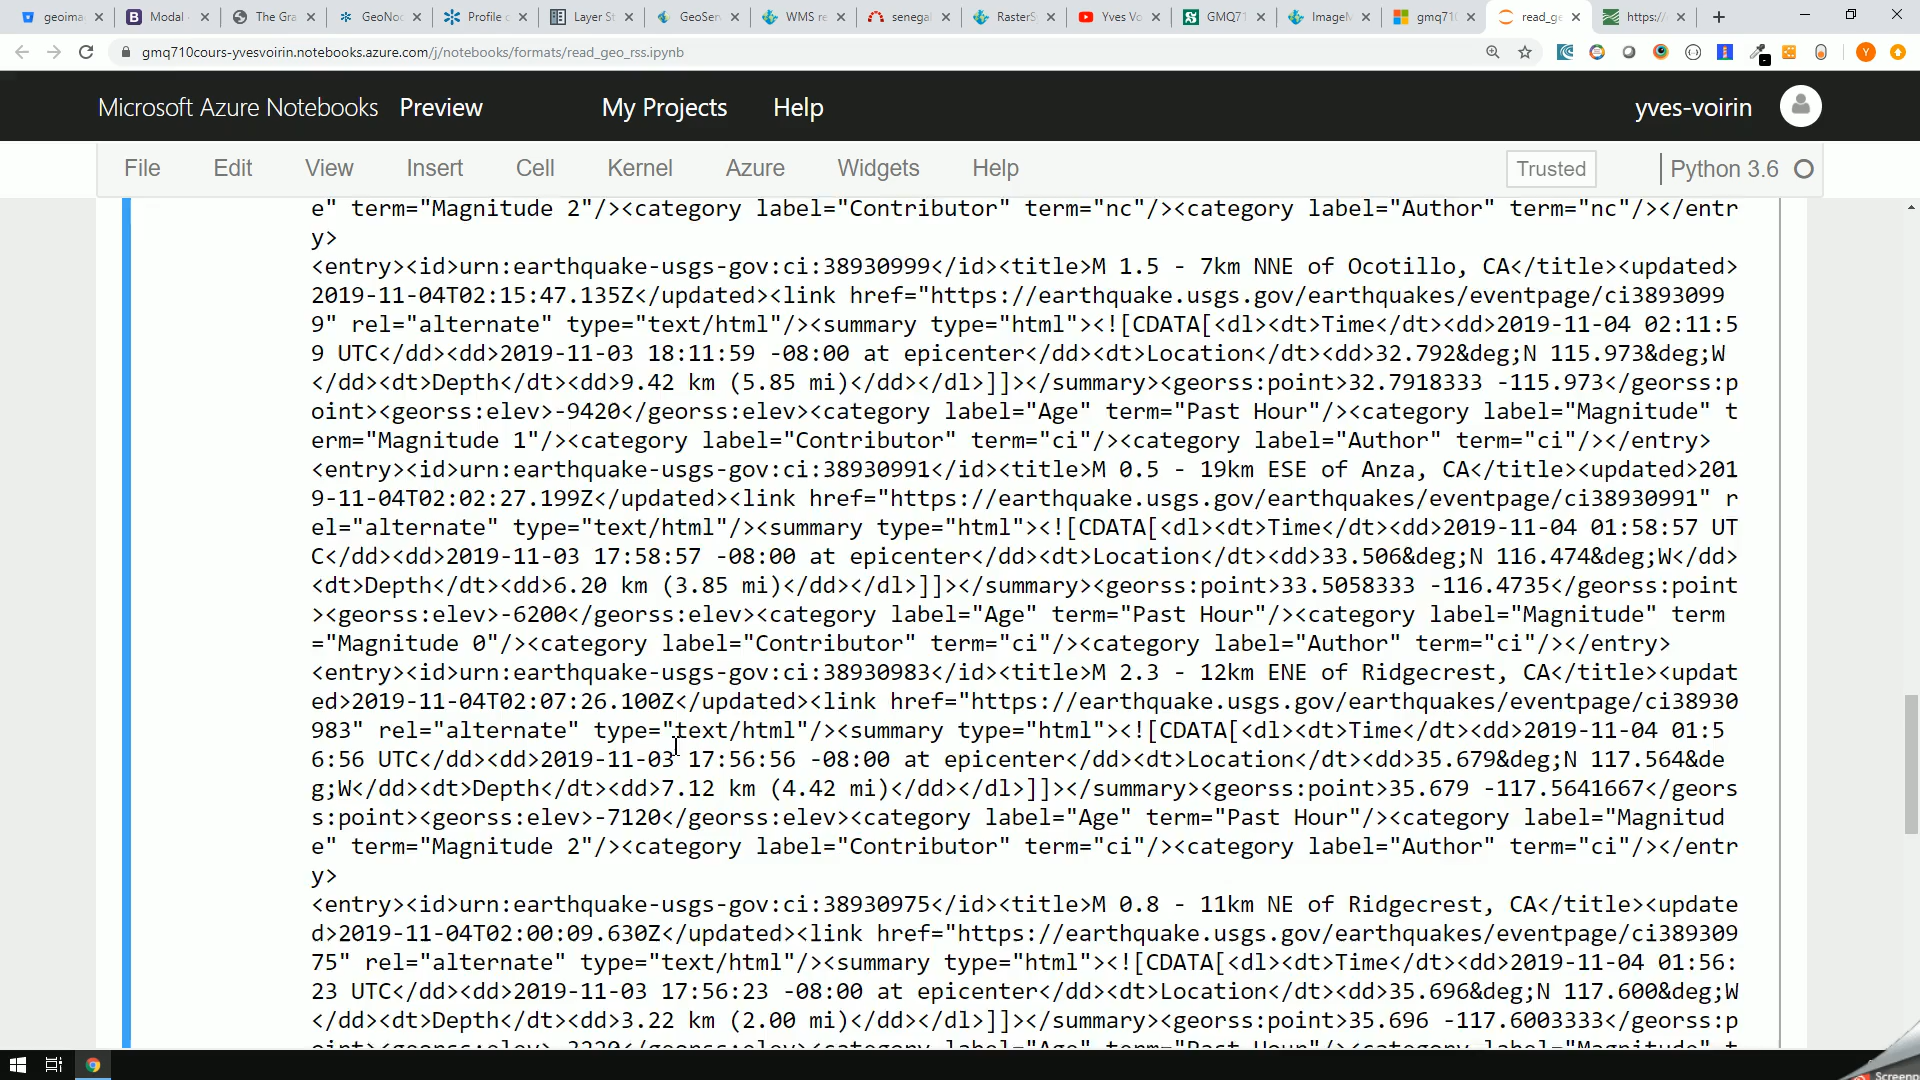 geoimag
Modal
The Gra
GeoNod
Profile c
Layer St
GeoServ
WMS re
senegal
RasterS
Yves Vo
GMQ71
ImageM
gmq710
read_ge
https://
gmq710cours-yvesvoirin.notebooks.azure.com/j/notebooks/formats/read_geo_rss.ipynb
Y
Microsoft Azure Notebooks Preview My Projects Help yves-voirin
File Edit View Insert Cell Kernel Azure Widgets Help Trusted Python 3.6
e" term="Magnitude 2"/><category label="Contributor" term="nc"/><category label="Author" term="nc"/></entr
y>
<entry><id>urn:earthquake-usgs-gov:ci:38930999</id><title>M 1.5 - 7km NNE of Ocotillo, CA</title><updated>
2019-11-04T02:15:47.135Z</updated><link href="https://earthquake.usgs.gov/earthquakes/eventpage/ci3893099
9" rel="alternate" type="text/html"/><summary type="html"><![CDATA[<dl><dt>Time</dt><dd>2019-11-04 02:11:5
9 UTC</dd><dd>2019-11-03 18:11:59 -08:00 at epicenter</dd><dt>Location</dt><dd>32.792&deg;N 115.973&deg;W
</dd><dt>Depth</dt><dd>9.42 km (5.85 mi)</dd></dl>]]></summary><georss:point>32.7918333 -115.973</georss:p
oint><georss:elev>-9420</georss:elev><category label="Age" term="Past Hour"/><category label="Magnitude" t
erm="Magnitude 1"/><category label="Contributor" term="ci"/><category label="Author" term="ci"/></entry>
<entry><id>urn:earthquake-usgs-gov:ci:38930991</id><title>M 0.5 - 19km ESE of Anza, CA</title><updated>201
9-11-04T02:02:27.199Z</updated><link href="https://earthquake.usgs.gov/earthquakes/eventpage/ci38930991" r
el="alternate" type="text/html"/><summary type="html"><![CDATA[<dl><dt>Time</dt><dd>2019-11-04 01:58:57 UT
C</dd><dd>2019-11-03 17:58:57 -08:00 at epicenter</dd><dt>Location</dt><dd>33.506&deg;N 116.474&deg;W</dd>
<dt>Depth</dt><dd>6.20 km (3.85 mi)</dd></dl>]]></summary><georss:point>33.5058333 -116.4735</georss:point
><georss:elev>-6200</georss:elev><category label="Age" term="Past Hour"/><category label="Magnitude" term
="Magnitude 0"/><category label="Contributor" term="ci"/><category label="Author" term="ci"/></entry>
<entry><id>urn:earthquake-usgs-gov:ci:38930983</id><title>M 2.3 - 12km ENE of Ridgecrest, CA</title><updat
ed>2019-11-04T02:07:26.100Z</updated><link href="https://earthquake.usgs.gov/earthquakes/eventpage/ci38930
983" rel="alternate" type="text/html"/><summary type="html"><![CDATA[<dl><dt>Time</dt><dd>2019-11-04 01:5
6:56 UTC</dd><dd>2019-11-03 17:56:56 -08:00 at epicenter</dd><dt>Location</dt><dd>35.679&deg;N 117.564&de
g;W</dd><dt>Depth</dt><dd>7.12 km (4.42 mi)</dd></dl>]]></summary><georss:point>35.679 -117.5641667</geors
s:point><georss:elev>-7120</georss:elev><category label="Age" term="Past Hour"/><category label="Magnitud
e" term="Magnitude 2"/><category label="Contributor" term="ci"/><category label="Author" term="ci"/></entr
y>
<entry><id>urn:earthquake-usgs-gov:ci:38930975</id><title>M 0.8 - 11km NE of Ridgecrest, CA</title><update
d>2019-11-04T02:00:09.630Z</updated><link href="https://earthquake.usgs.gov/earthquakes/eventpage/ci389309
75" rel="alternate" type="text/html"/><summary type="html"><![CDATA[<dl><dt>Time</dt><dd>2019-11-04 01:56:
23 UTC</dd><dd>2019-11-03 17:56:23 -08:00 at epicenter</dd><dt>Location</dt><dd>35.696&deg;N 117.600&deg;W
</dd><dt>Depth</dt><dd>3.22 km (2.00 mi)</dd></dl>]]></summary><georss:point>35.696 -117.6003333</georss:p
oint><georss:elev>-3220</georss:elev><category label="Age" term="Past Hour"/><category label="Magnitude" t